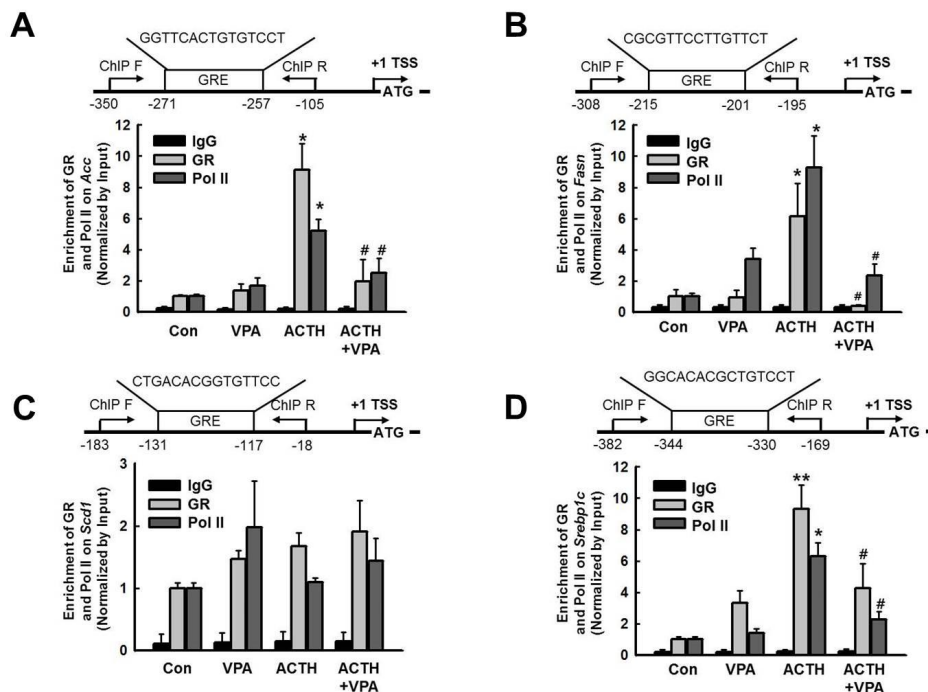 A
GGTTCACTGTGTCCT
ChIP F
ChIP R
+1 TSS
GRE
ATG
-350
-271
-257
-105
Enrichment of GR
and Pol II on Acc
(Normalized by Input)
12
10
8
6
4
2
0
IgG
GR
Pol II
*
*
#
#
Con
VPA
ACTH
ACTH
+VPA
B
CGCGTTCCTTGTTCT
ChIP F
ChIP R
+1 TSS
GRE
ATG
-308
-215
-201
-195
Enrichment of GR
and Pol II on Fasn
(Normalized by Input)
12
10
8
6
4
2
0
IgG
GR
Pol II
*
*
#
#
Con
VPA
ACTH
ACTH
+VPA
C
CTGACACGGTGTTCC
ChIP F
ChIP R
+1 TSS
GRE
ATG
-183
-131
-117
-18
Enrichment of GR
and Pol II on Scd1
(Normalized by Input)
3
2
1
0
IgG
GR
Pol II
Con
VPA
ACTH
ACTH
+VPA
D
GGCACACGCTGTCCT
ChIP F
ChIP R
+1 TSS
GRE
ATG
-382
-344
-330
-169
Enrichment of GR
and Pol II on Srebp1c
(Normalized by Input)
12
10
8
6
4
2
0
IgG
GR
Pol II
**
*
#
#
Con
VPA
ACTH
ACTH
+VPA